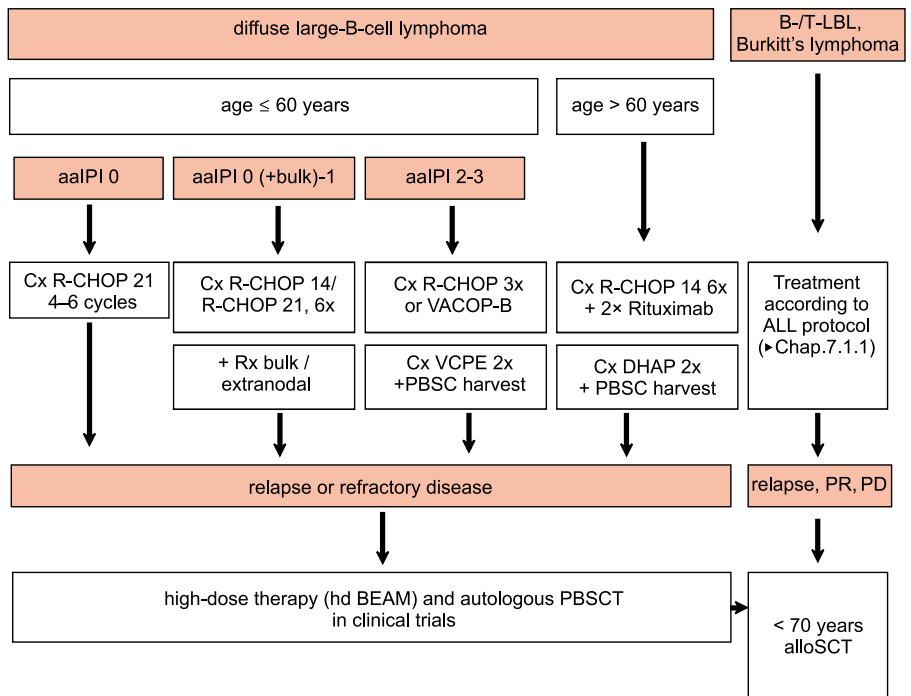 diffuse large-B-cell lymphoma
B-/T-LBL,
Burkitt's lymphoma
age ≤ 60 years
age > 60 years
aaIPI 0
aaIPI 0 (+bulk)-1
aaIPI 2-3
Cx R-CHOP 21
4–6 cycles
Cx R-CHOP 14/
R-CHOP 21, 6x
Cx R-CHOP 3x
or VACOP-B
Cx R-CHOP 14 6x
+ 2× Rituximab
Treatment
according to
ALL protocol
(▸Chap.7.1.1)
+ Rx bulk /
extranodal
Cx VCPE 2x
+PBSC harvest
Cx DHAP 2x
+ PBSC harvest
relapse or refractory disease
relapse, PR, PD
high-dose therapy (hd BEAM) and autologous PBSCT
in clinical trials
< 70 years
alloSCT